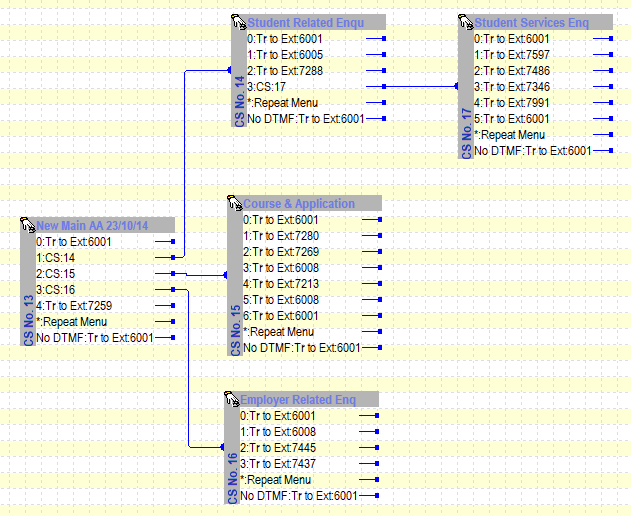 Student Related Enqu
0:Tr to Ext:6001
1:Tr to Ext:6005
2:Tr to Ext:7288
3:CS:17
*:Repeat Menu
No DTMF:Tr to Ext:6001
CS No. 14
Student Services Enq
0:Tr to Ext:6001
1:Tr to Ext:7597
2:Tr to Ext:7486
3:Tr to Ext:7346
4:Tr to Ext:7991
5:Tr to Ext:6001
*:Repeat Menu
No DTMF:Tr to Ext:6001
CS No. 17
New Main AA 23/10/14
0:Tr to Ext:6001
1:CS:14
2:CS:15
3:CS:16
4:Tr to Ext:7259
*:Repeat Menu
No DTMF:Tr to Ext:6001
CS No. 13
Course & Application
0:Tr to Ext:6001
1:Tr to Ext:7280
2:Tr to Ext:7269
3:Tr to Ext:6008
4:Tr to Ext:7213
5:Tr to Ext:6008
6:Tr to Ext:6001
*:Repeat Menu
No DTMF:Tr to Ext:6001
CS No. 15
Employer Related Enq
0:Tr to Ext:6001
1:Tr to Ext:6008
2:Tr to Ext:7445
3:Tr to Ext:7437
*:Repeat Menu
No DTMF:Tr to Ext:6001
CS No. 16